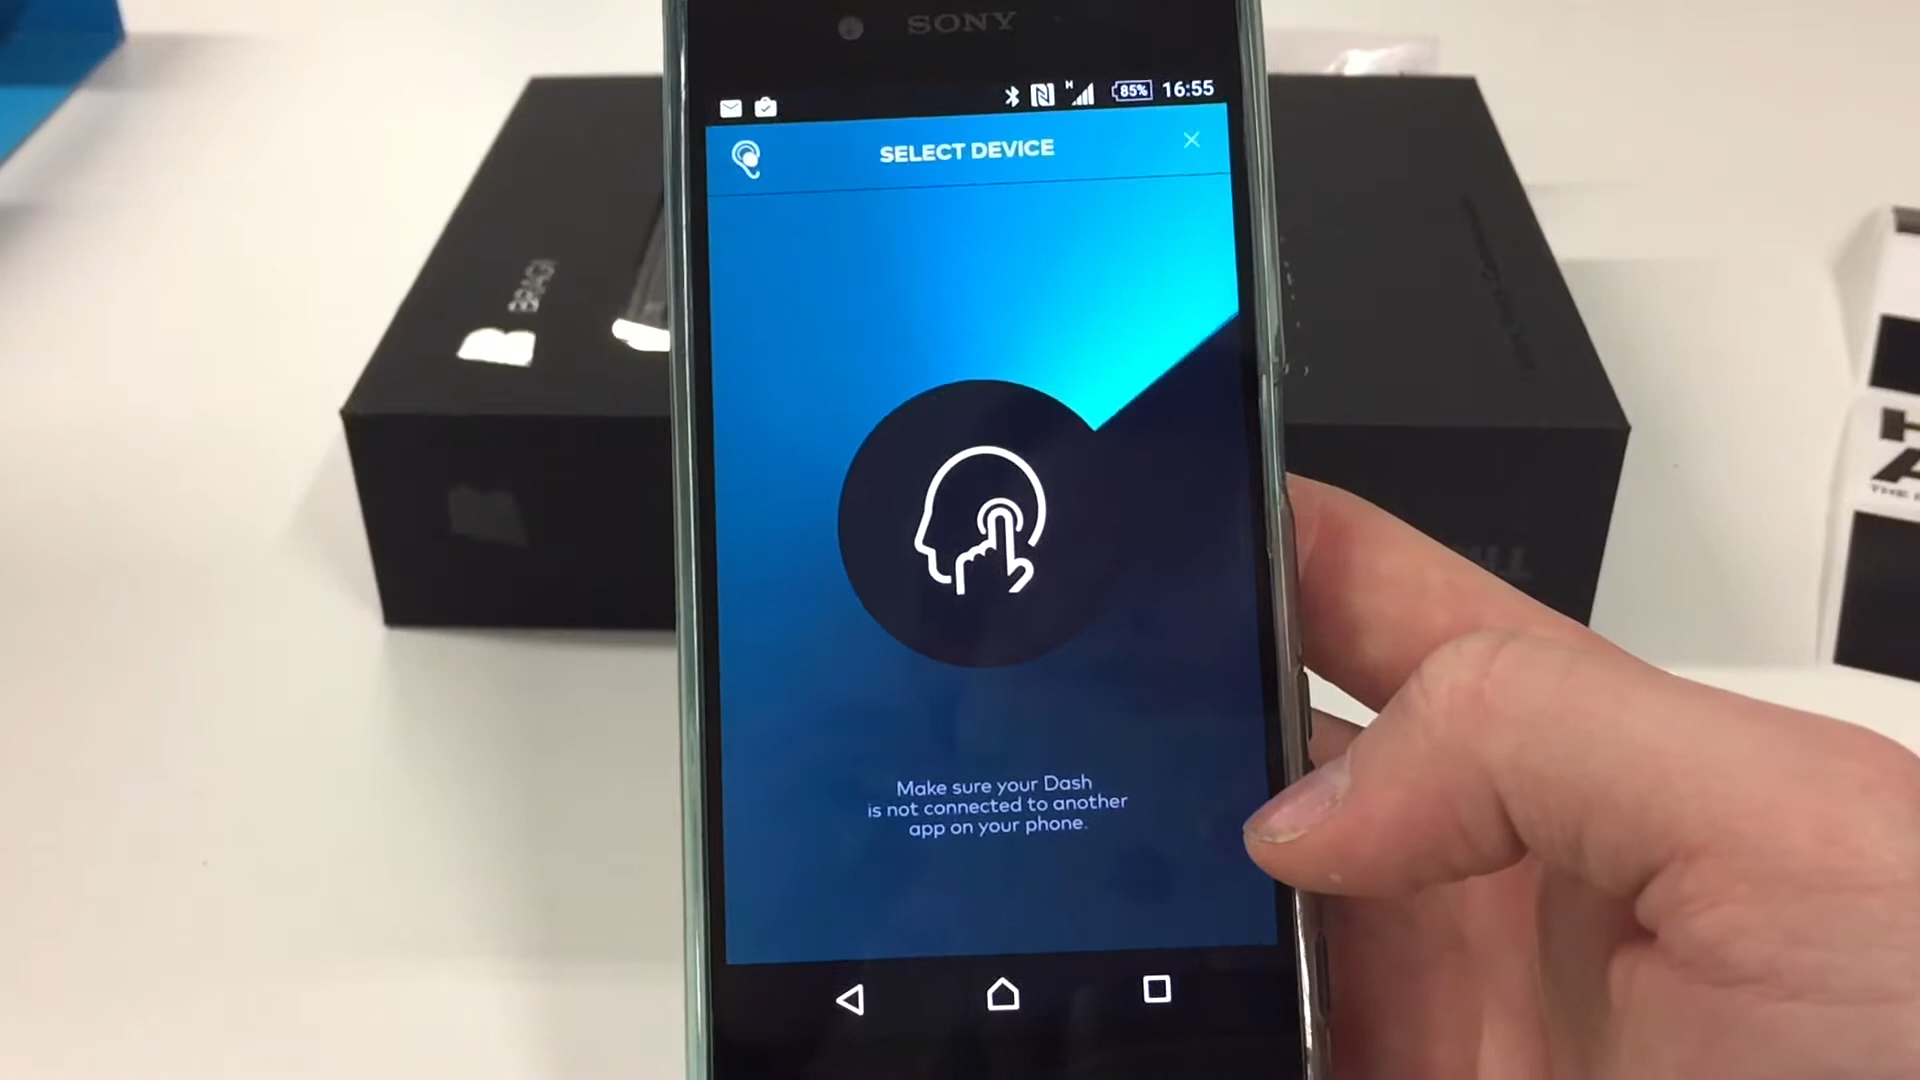 SONY
85% 16:55
SELECT DEVICE
BRAGI
Make sure your Dash
is not connected to another
app on your phone.